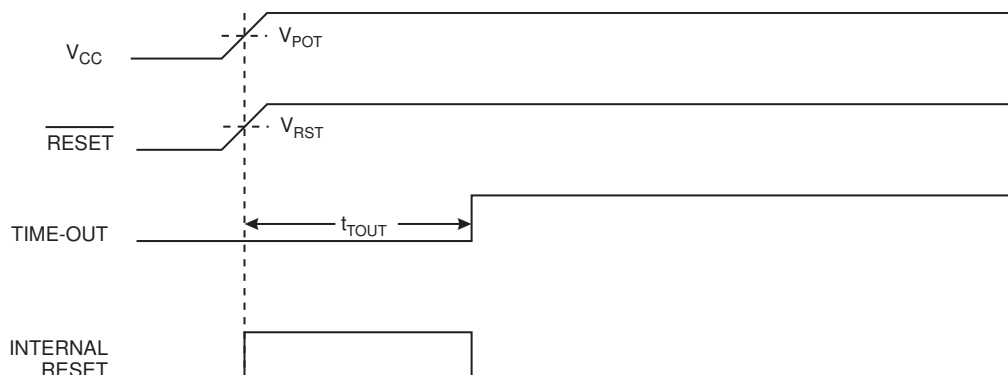 V_CC
V_POT
RESET
V_RST
TIME-OUT
t_TOUT
INTERNAL
RESET